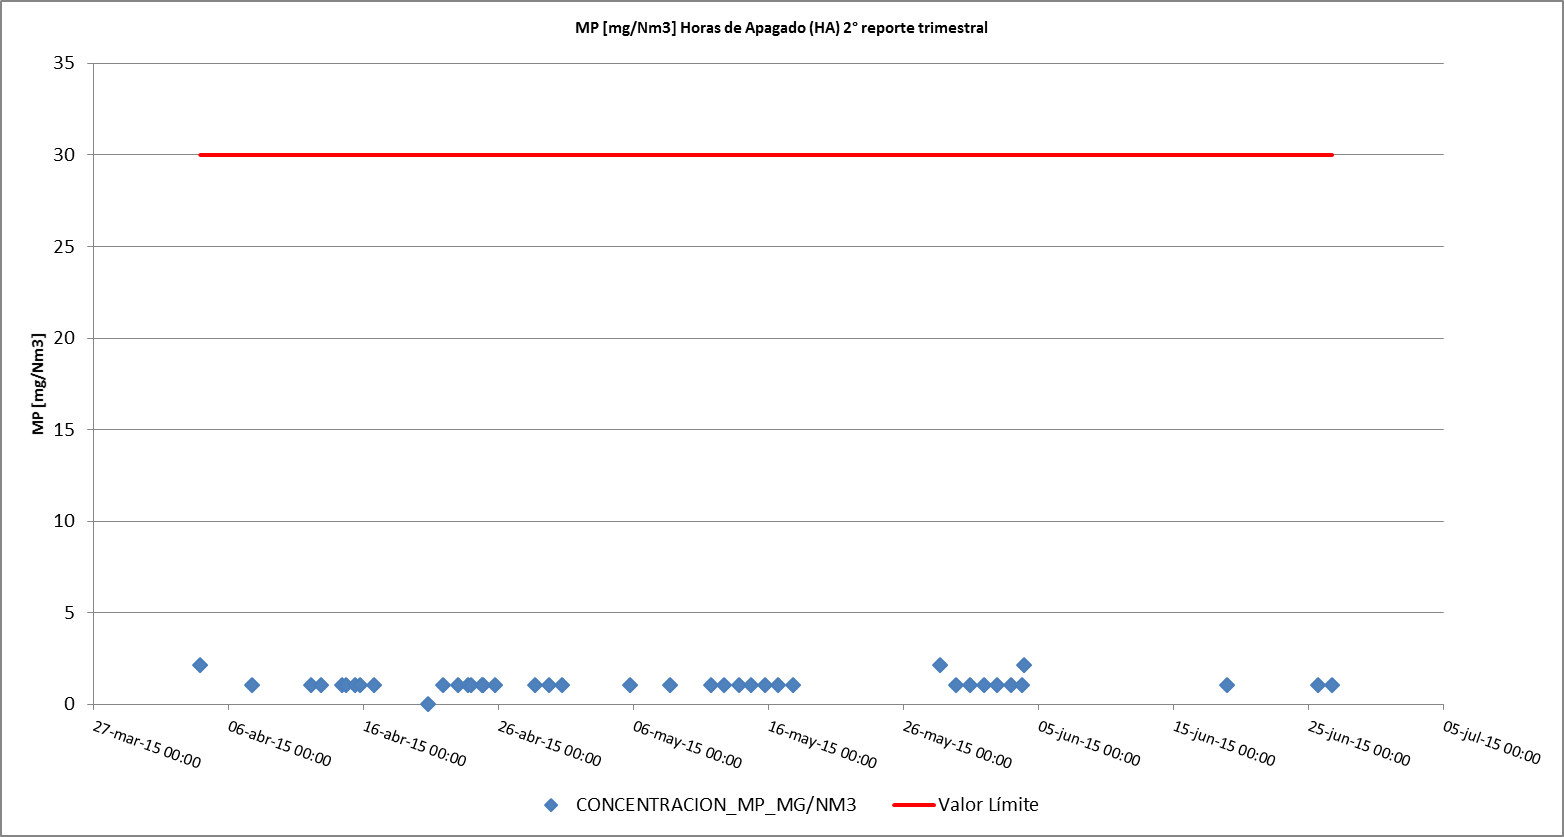 MP [mg/Nm3] Horas de Apagado (HA) 2° reporte trimestral
35
30
25
20
15
10
5
0
MP [mg/Nm3]
27-mar-15 00:00
06-abr-15 00:00
16-abr-15 00:00
26-abr-15 00:00
06-may-15 00:00
16-may-15 00:00
26-may-15 00:00
05-jun-15 00:00
15-jun-15 00:00
25-jun-15 00:00
05-jul-15 00:00
CONCENTRACION_MP_MG/NM3
Valor Límite